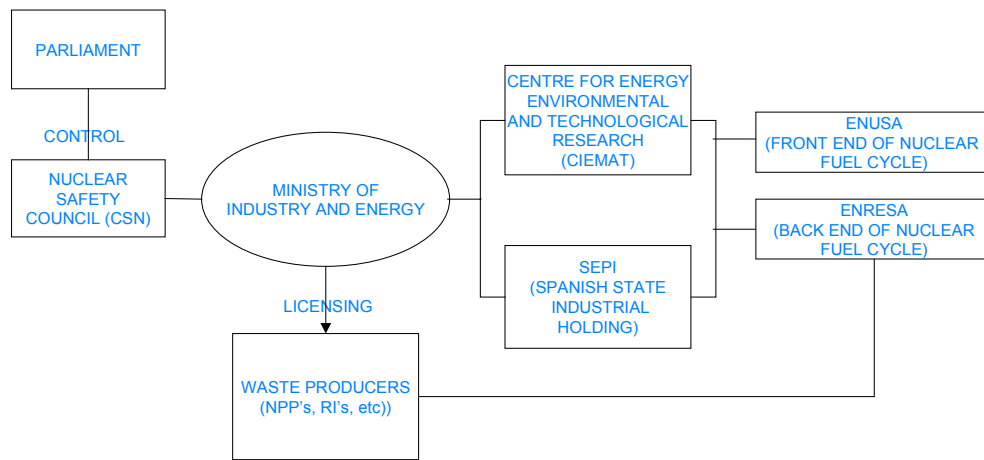 PARLIAMENT
CONTROL
NUCLEAR
SAFETY
COUNCIL (CSN)
MINISTRY OF
INDUSTRY AND ENERGY
LICENSING
WASTE PRODUCERS
(NPP's, RI's, etc))
CENTRE FOR ENERGY
ENVIRONMENTAL
AND TECHNOLOGICAL
RESEARCH
(CIEMAT)
SEPI
(SPANISH STATE
INDUSTRIAL
HOLDING)
ENUSA
(FRONT END OF NUCLEAR
FUEL CYCLE)
ENRESA
(BACK END OF NUCLEAR
FUEL CYCLE)